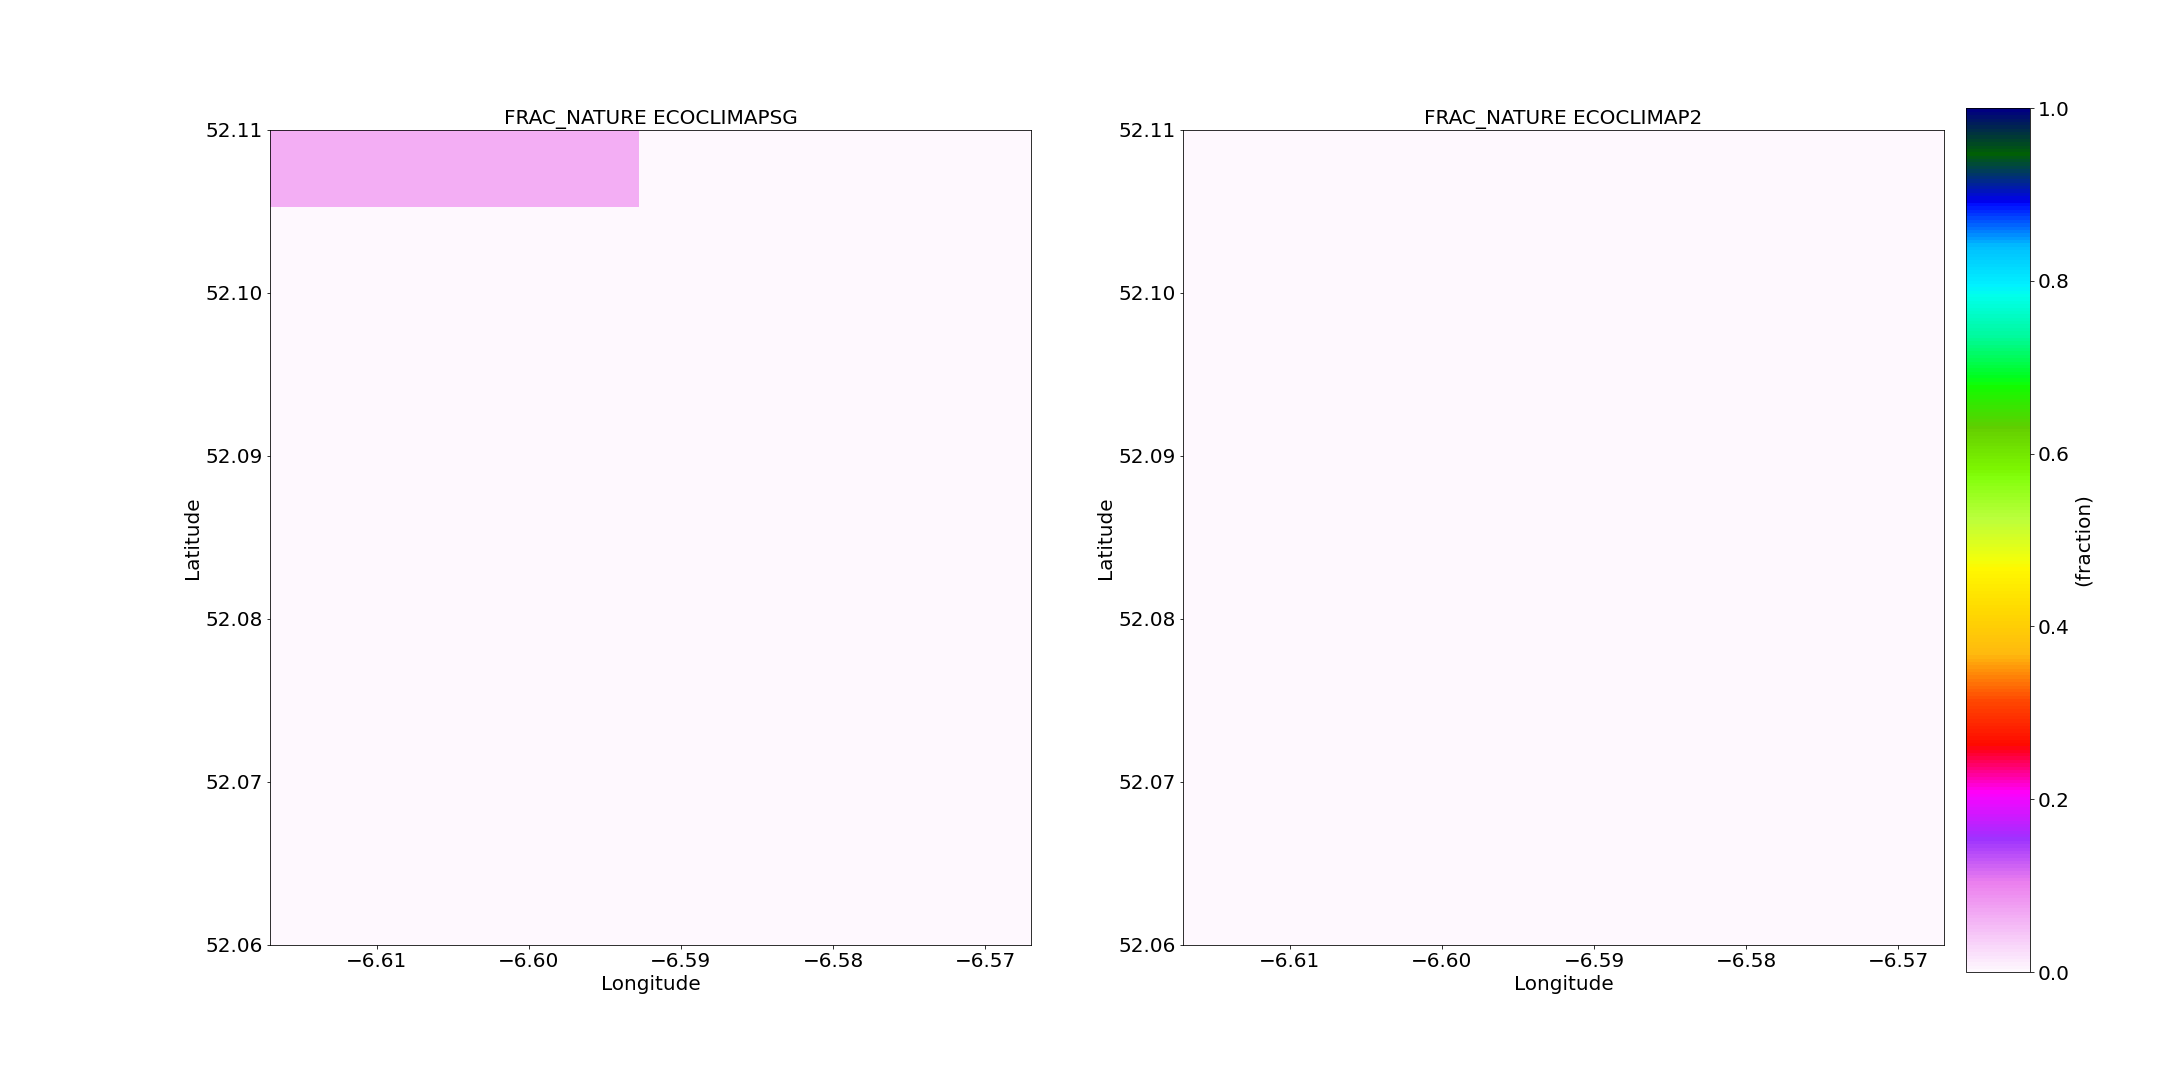 FRAC_NATURE ECOCLIMAPSG
52.11
52.10
52.09
52.08
52.07
52.06
Latitude
−6.61 −6.60 −6.59 −6.58 −6.57
Longitude
FRAC_NATURE ECOCLIMAP2
52.11
52.10
52.09
52.08
52.07
52.06
Latitude
−6.61 −6.60 −6.59 −6.58 −6.57
Longitude
1.0
0.8
0.6
0.4
0.2
0.0
(fraction)